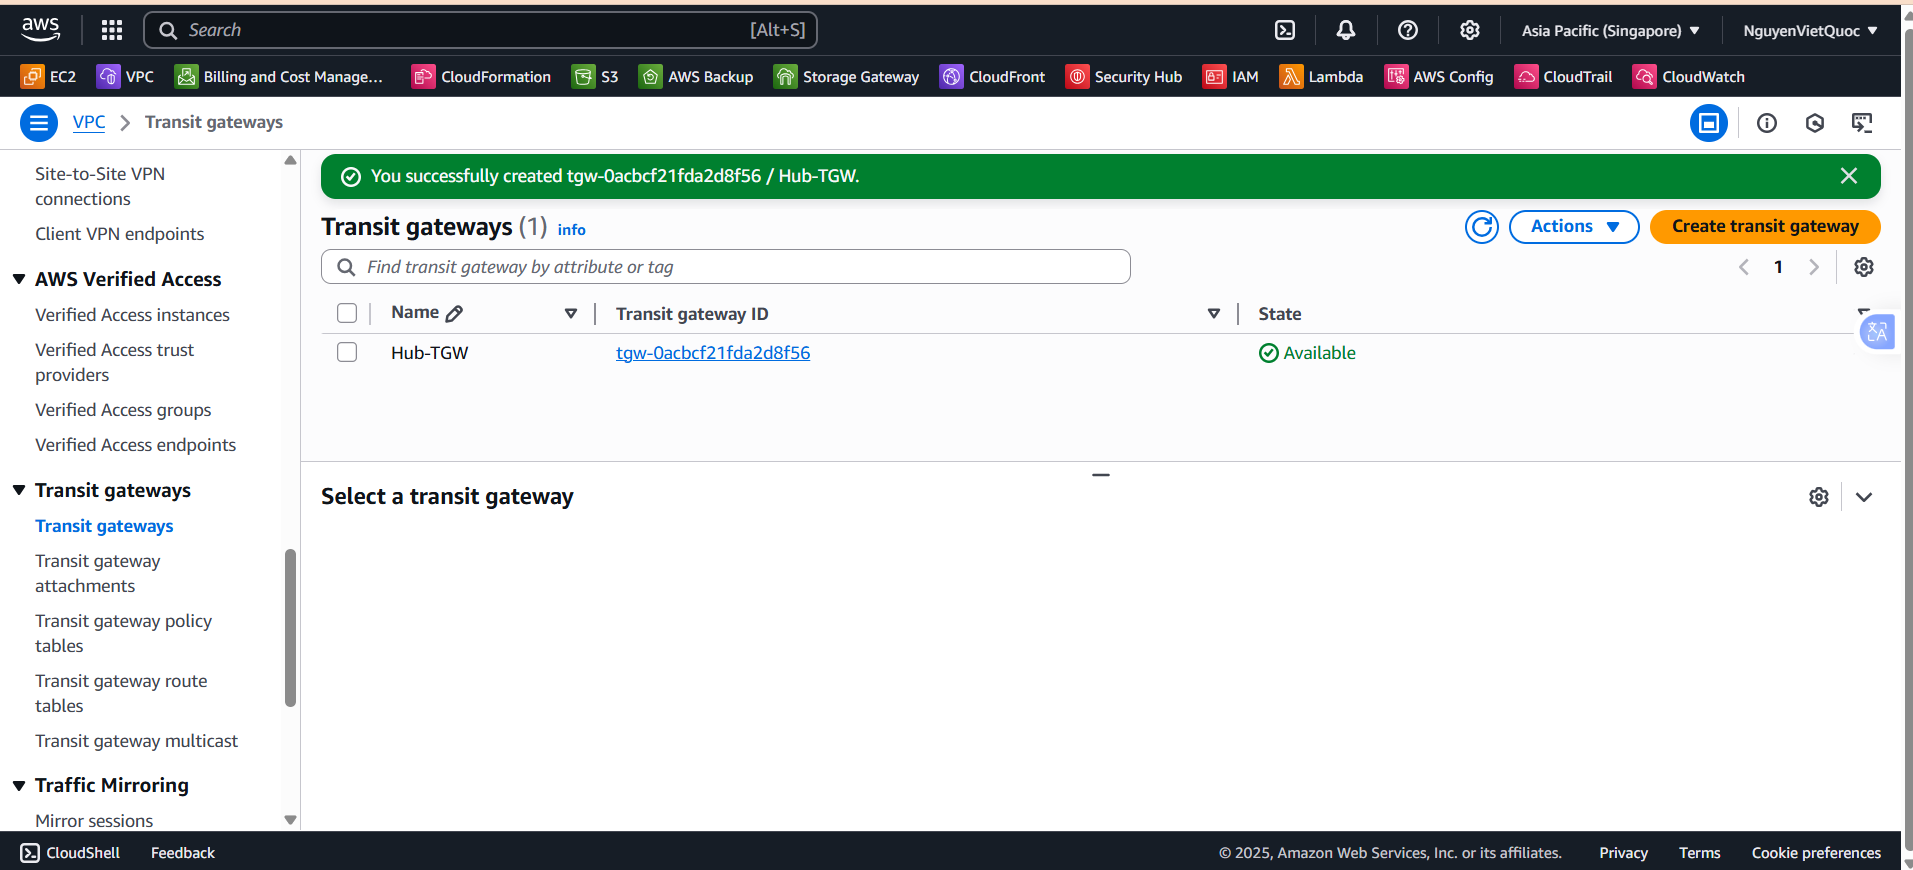 aws
Search [Alt+S]
Asia Pacific (Singapore)
NguyenVietQuoc
EC2
VPC
Billing and Cost Manage...
CloudFormation
S3
AWS Backup
Storage Gateway
CloudFront
Security Hub
IAM
Lambda
AWS Config
CloudTrail
CloudWatch
VPC
Transit gateways
Site-to-Site VPN
connections
Client VPN endpoints
AWS Verified Access
Verified Access instances
Verified Access trust
providers
Verified Access groups
Verified Access endpoints
Transit gateways
Transit gateways
Transit gateway
attachments
Transit gateway policy
tables
Transit gateway route
tables
Transit gateway multicast
Traffic Mirroring
Mirror sessions
You successfully created tgw-0acbcf21fda2d8f56 / Hub-TGW.
Transit gateways (1) info
Actions
Create transit gateway
Find transit gateway by attribute or tag
1
Name
Transit gateway ID
State
Hub-TGW
tgw-0acbcf21fda2d8f56
Available
Select a transit gateway
CloudShell
Feedback
© 2025, Amazon Web Services, Inc. or its affiliates.
Privacy
Terms
Cookie preferences